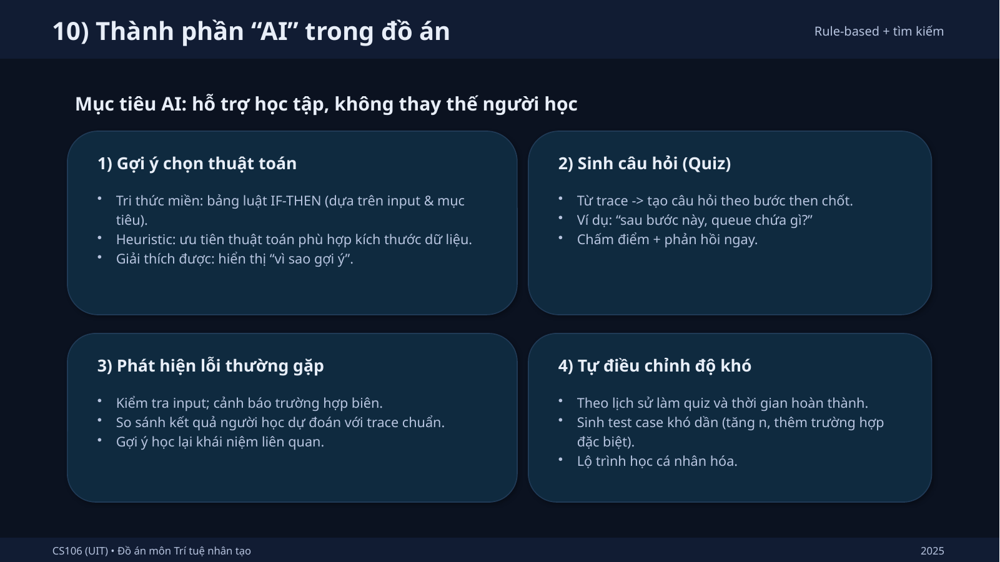 10) Thành phần “AI” trong đồ án
Rule-based + tìm kiếm
Mục tiêu AI: hỗ trợ học tập, không thay thế người học
1) Gợi ý chọn thuật toán
• Tri thức miền: bảng luật IF-THEN (dựa trên input & mục
tiêu).
• Heuristic: ưu tiên thuật toán phù hợp kích thước dữ liệu.
• Giải thích được: hiển thị “vì sao gợi ý”.
2) Sinh câu hỏi (Quiz)
• Từ trace -> tạo câu hỏi theo bước then chốt.
• Ví dụ: “sau bước này, queue chứa gì?”
• Chấm điểm + phản hồi ngay.
3) Phát hiện lỗi thường gặp
• Kiểm tra input; cảnh báo trường hợp biên.
• So sánh kết quả người học dự đoán với trace chuẩn.
• Gợi ý học lại khái niệm liên quan.
4) Tự điều chỉnh độ khó
• Theo lịch sử làm quiz và thời gian hoàn thành.
• Sinh test case khó dần (tăng n, thêm trường hợp
đặc biệt).
• Lộ trình học cá nhân hóa.
CS106 (UIT) • Đồ án môn Trí tuệ nhân tạo
2025